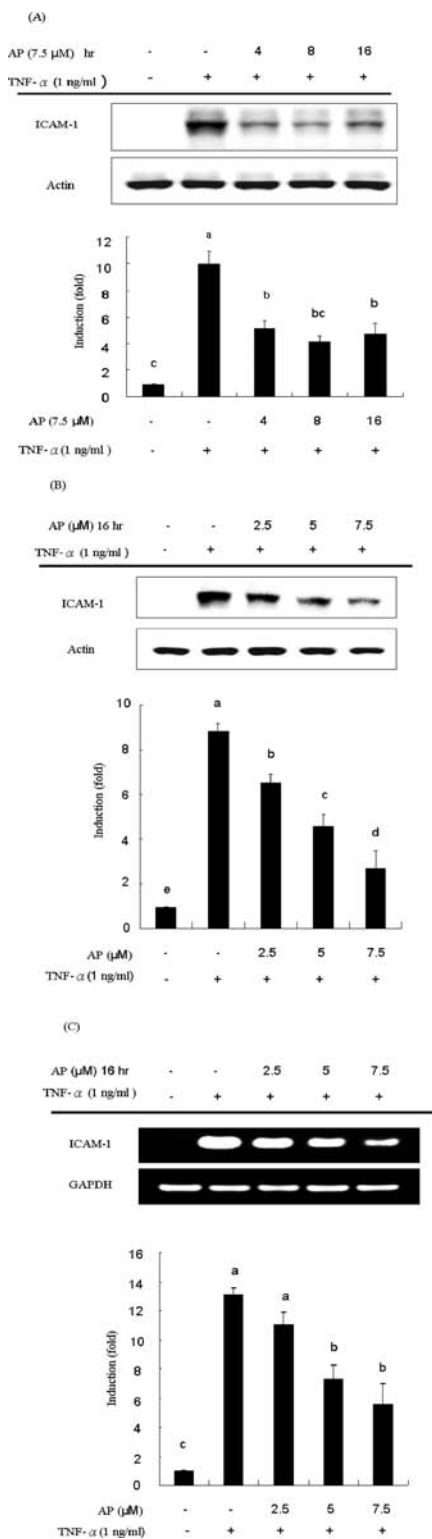 (A)
AP (7.5 µM) hr - - 4 8 16
TNF-α (1 ng/ml) - + + + +
ICAM-1
Actin
Induction (fold)
12
10
8
6
4
2
0
c a b bc b
AP (7.5 µM) - - 4 8 16
TNF-α (1 ng/ml) - + + + +
(B)
AP (µM) 16 hr - - 2.5 5 7.5
TNF-α (1 ng/ml) - + + + +
ICAM-1
Actin
Induction (fold)
10
8
6
4
2
0
e a b c d
AP (µM) - - 2.5 5 7.5
TNF-α (1 ng/ml) - + + + +
(C)
AP (µM) 16 hr - - 2.5 5 7.5
TNF-α (1 ng/ml) - + + + +
ICAM-1
GAPDH
Induction (fold)
16
14
12
10
8
6
4
2
0
c a a b b
AP (µM) - - 2.5 5 7.5
TNF-α (1 ng/ml) - + + + +